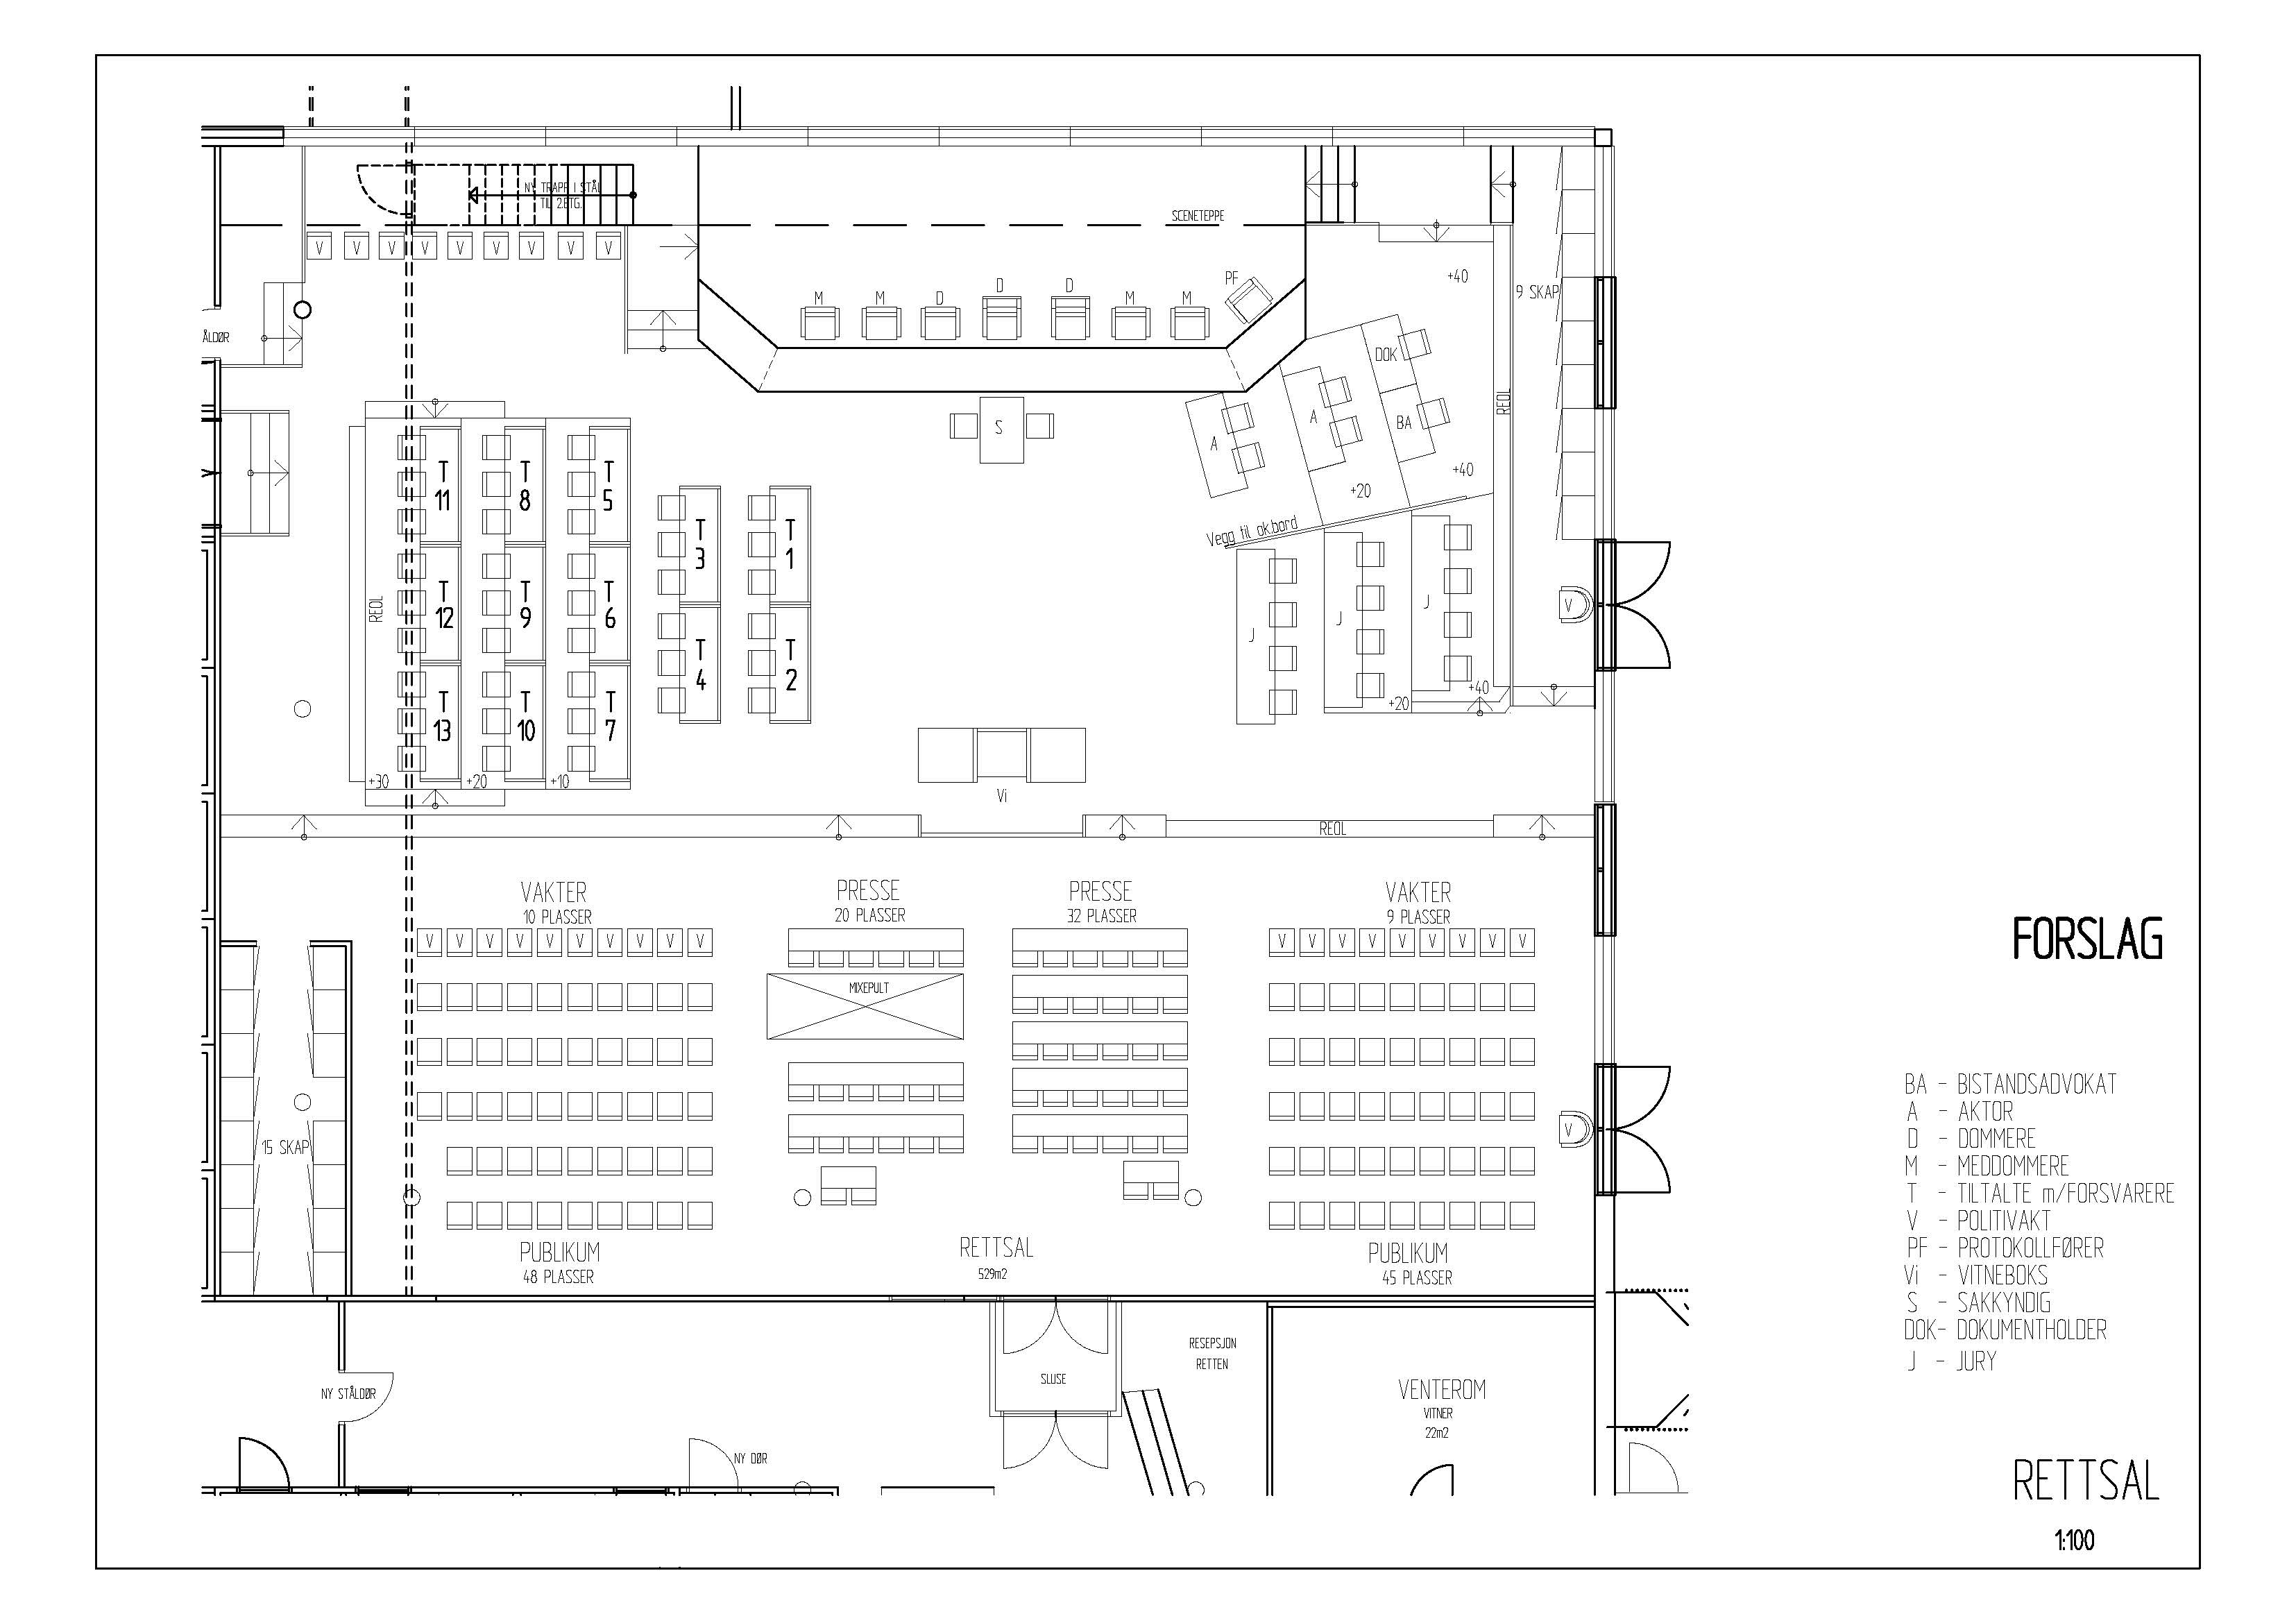 NY TRAPP I STÅL
TIL 2.ETG.
SCENETEPPE
V V V V V V V V V
+40
PF
D D
M M D M M
9 SKAP
ÅLDØR
DOK
REOL
A
BA
A
S
+40
+20
T T T
11 8 5
T T
3 1
Vegg til ok.bord
T T T
12 9 6
REOL
V
J
J
J
T T
4 2
T T T
13 10 7
+40
+20
+30 +20 +10
Vi
REOL
VAKTER
10 PLASSER
PRESSE
20 PLASSER
PRESSE
32 PLASSER
VAKTER
9 PLASSER
V V V V V V V V V V
V V V V V V V V V
MIXEPULT
15 SKAP
V
PUBLIKUM
48 PLASSER
RETTSAL
529m2
PUBLIKUM
45 PLASSER
RESEPSJON
RETTEN
SLUSE
NY STÅLDØR
VENTEROM
VITNER
22m2
NY DØR
FORSLAG
BA - BISTANDSADVOKAT
A - AKTOR
D - DOMMERE
M - MEDDOMMERE
T - TILTALTE m/FORSVARERE
V - POLITIVAKT
PF - PROTOKOLLFØRER
Vi - VITNEBOKS
S - SAKKYNDIG
DOK- DOKUMENTHOLDER
J - JURY
RETTSAL
1:100